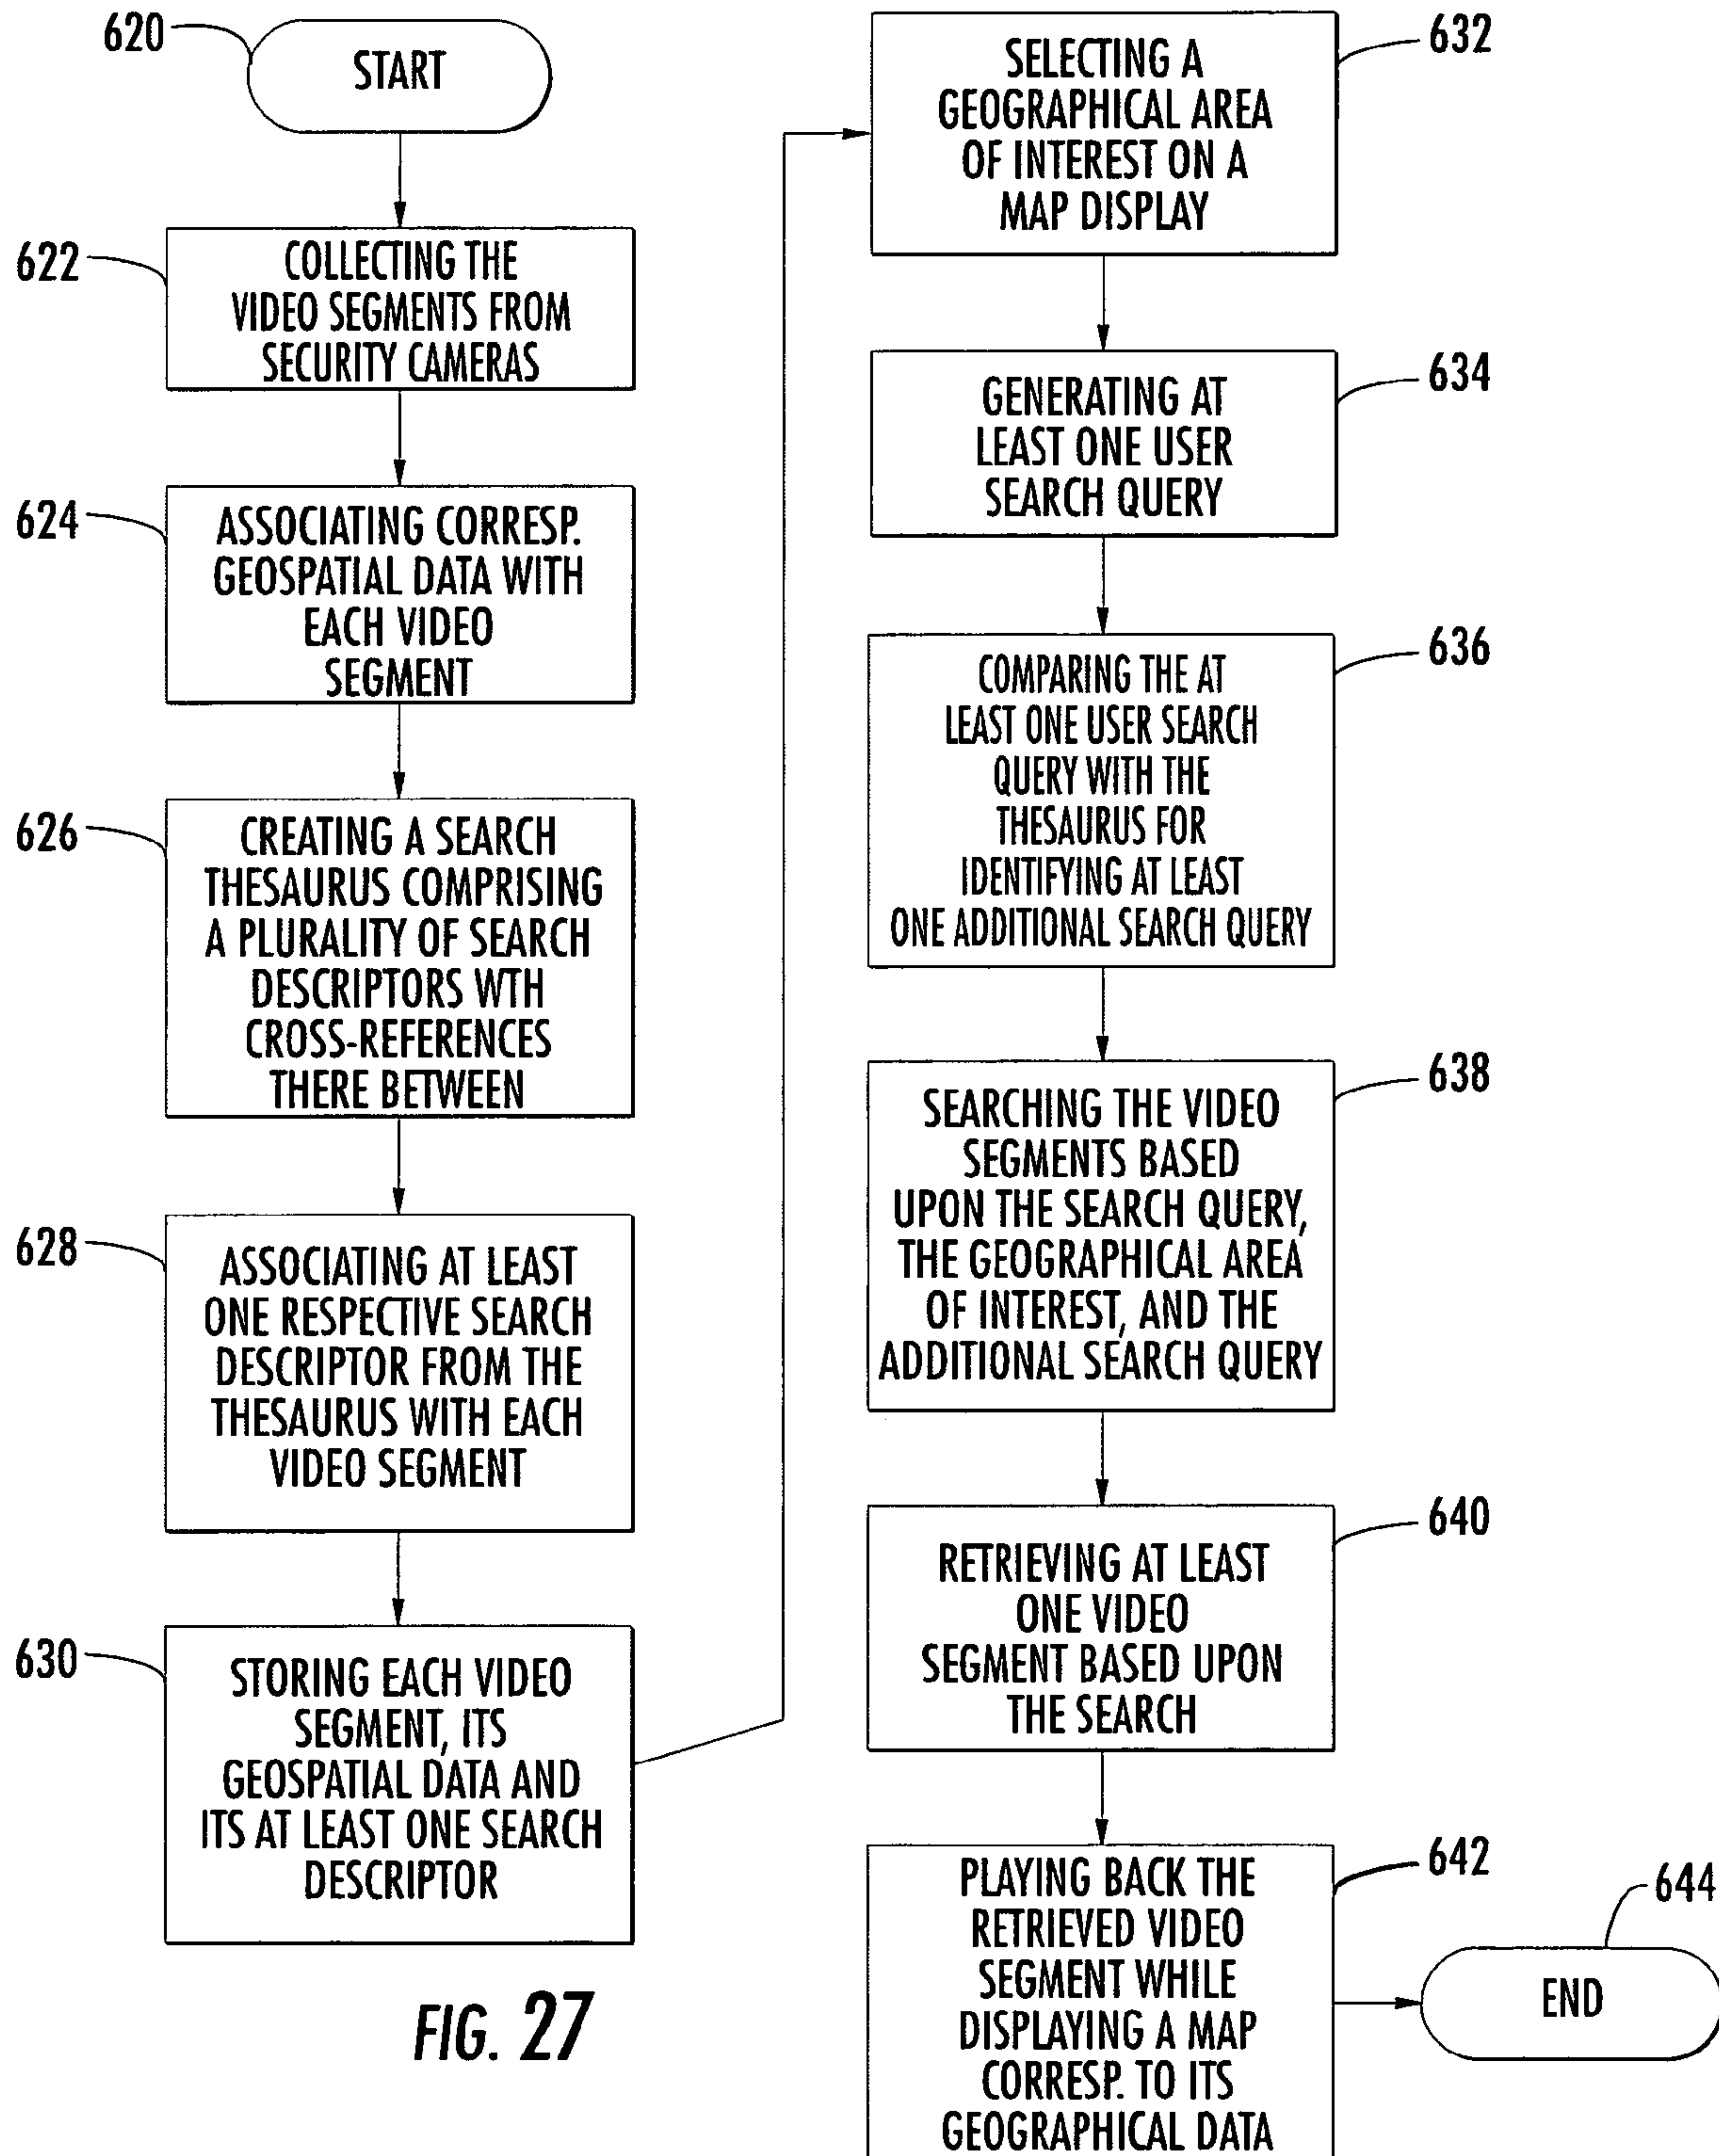 620
START
622
COLLECTING THE
VIDEO SEGMENTS FROM
SECURITY CAMERAS
624
ASSOCIATING CORRESP.
GEOSPATIAL DATA WITH
EACH VIDEO
SEGMENT
626
CREATING A SEARCH
THESAURUS COMPRISING
A PLURALITY OF SEARCH
DESCRIPTORS WTH
CROSS-REFERENCES
THERE BETWEEN
628
ASSOCIATING AT LEAST
ONE RESPECTIVE SEARCH
DESCRIPTOR FROM THE
THESAURUS WITH EACH
VIDEO SEGMENT
630
STORING EACH VIDEO
SEGMENT, ITS
GEOSPATIAL DATA AND
ITS AT LEAST ONE SEARCH
DESCRIPTOR
632
SELECTING A
GEOGRAPHICAL AREA
OF INTEREST ON A
MAP DISPLAY
634
GENERATING AT
LEAST ONE USER
SEARCH QUERY
636
COMPARING THE AT
LEAST ONE USER SEARCH
QUERY WITH THE
THESAURUS FOR
IDENTIFYING AT LEAST
ONE ADDITIONAL SEARCH QUERY
638
SEARCHING THE VIDEO
SEGMENTS BASED
UPON THE SEARCH QUERY,
THE GEOGRAPHICAL AREA
OF INTEREST, AND THE
ADDITIONAL SEARCH QUERY
640
RETRIEVING AT LEAST
ONE VIDEO
SEGMENT BASED UPON
THE SEARCH
642
PLAYING BACK THE
RETRIEVED VIDEO
SEGMENT WHILE
DISPLAYING A MAP
CORRESP. TO ITS
GEOGRAPHICAL DATA
644
END
FIG. 27